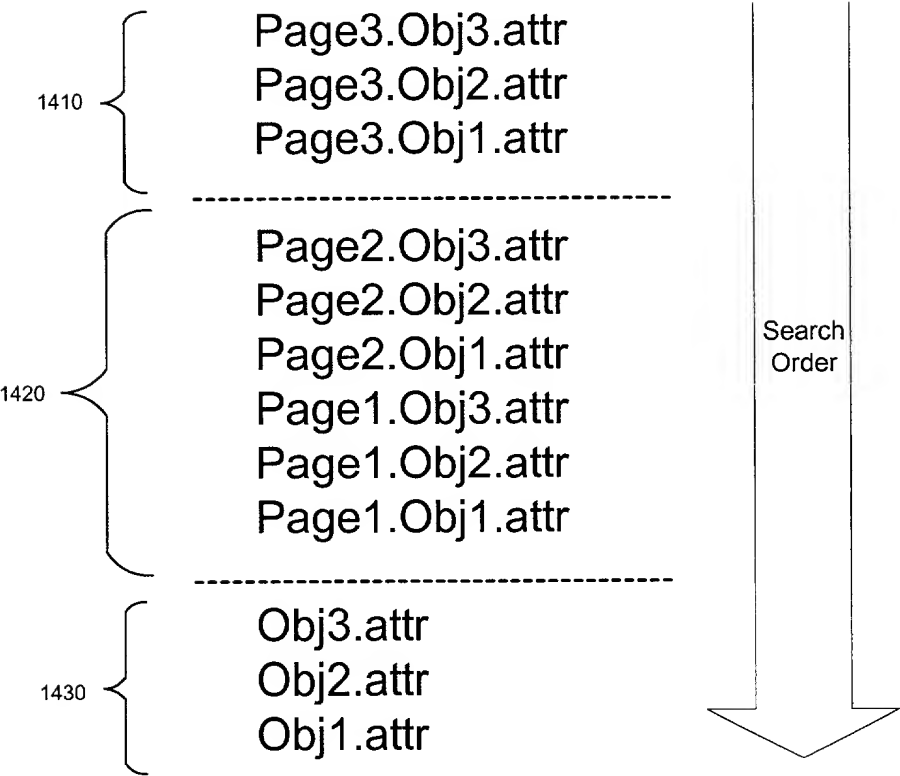 1410
Page3.Obj3.attr
Page3.Obj2.attr
Page3.Obj1.attr
1420
Page2.Obj3.attr
Page2.Obj2.attr
Page2.Obj1.attr
Page1.Obj3.attr
Page1.Obj2.attr
Page1.Obj1.attr
1430
Obj3.attr
Obj2.attr
Obj1.attr
Search
Order